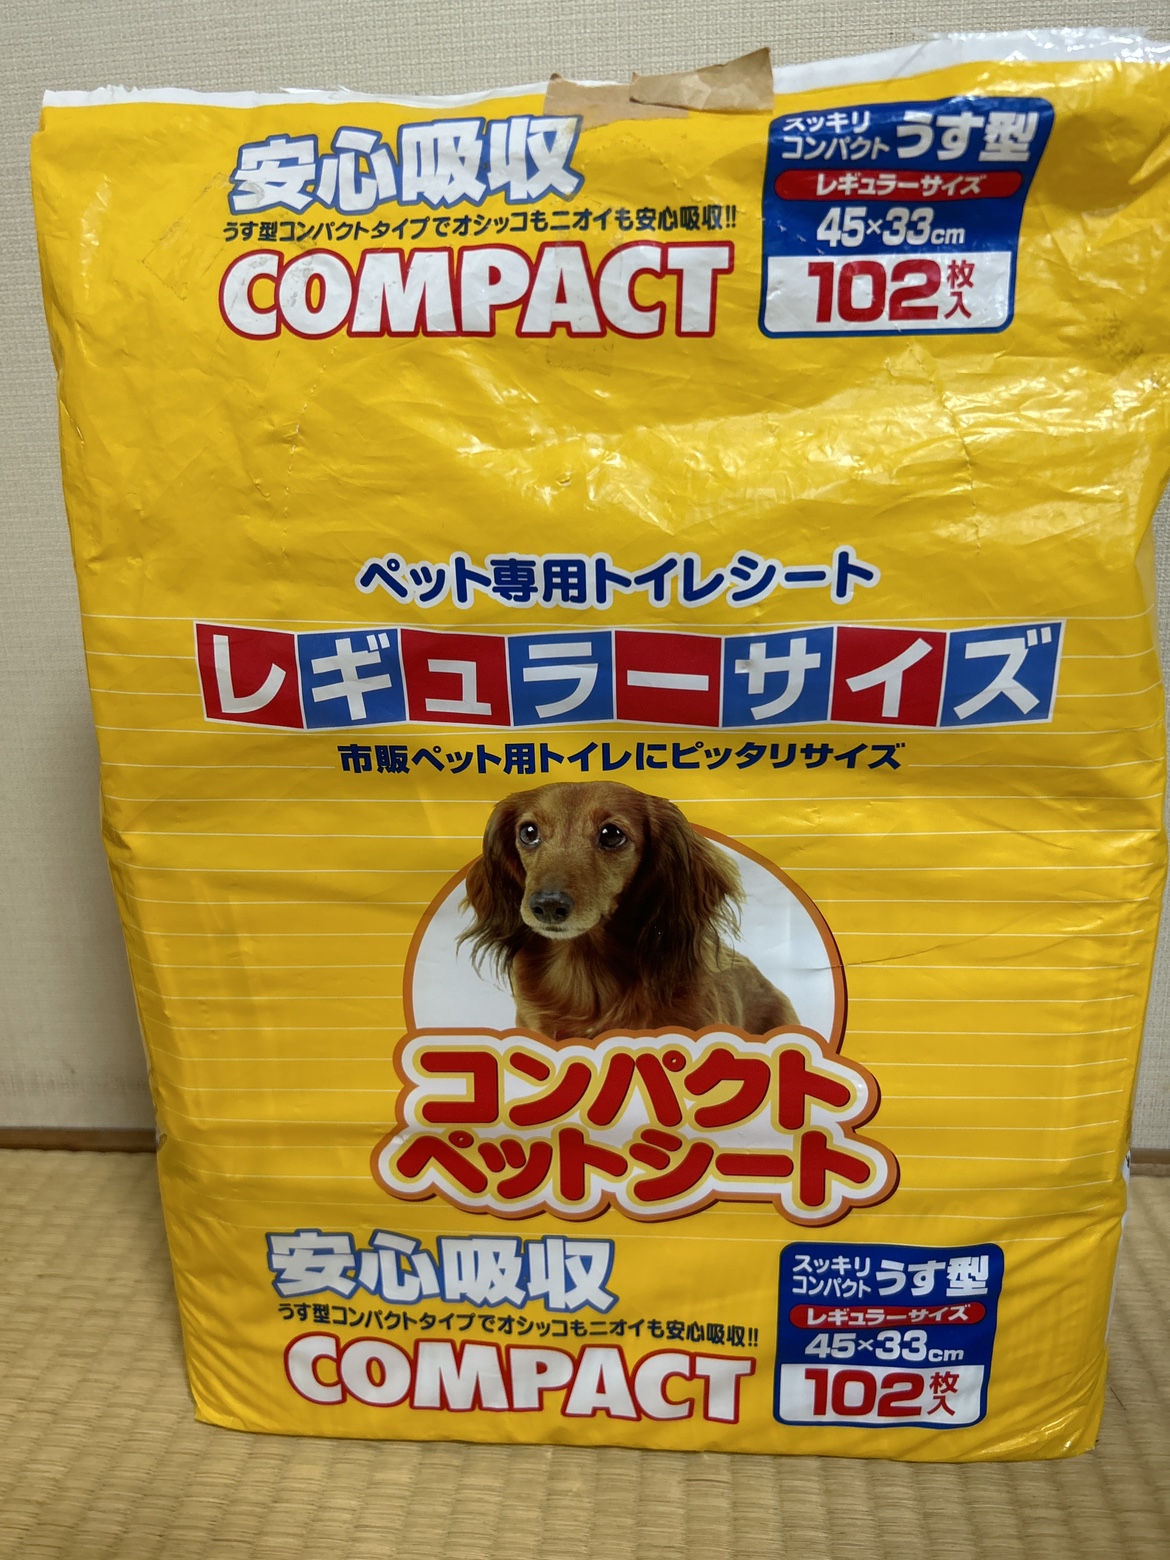 安心吸収
うす型コンパクトタイプでオシッコもニオイも安心吸収!!
COMPACT
スッキリ
コンパクト うす型
レギュラーサイズ
45×33cm
102枚入
ペット専用トイレシート
レギュラーサイズ
市販ペット用トイレにピッタリサイズ
コンパクト
ペットシート
安心吸収
うす型コンパクトタイプでオシッコもニオイも安心吸収!!
COMPACT
スッキリ
コンパクト うす型
レギュラーサイズ
45×33cm
102枚入